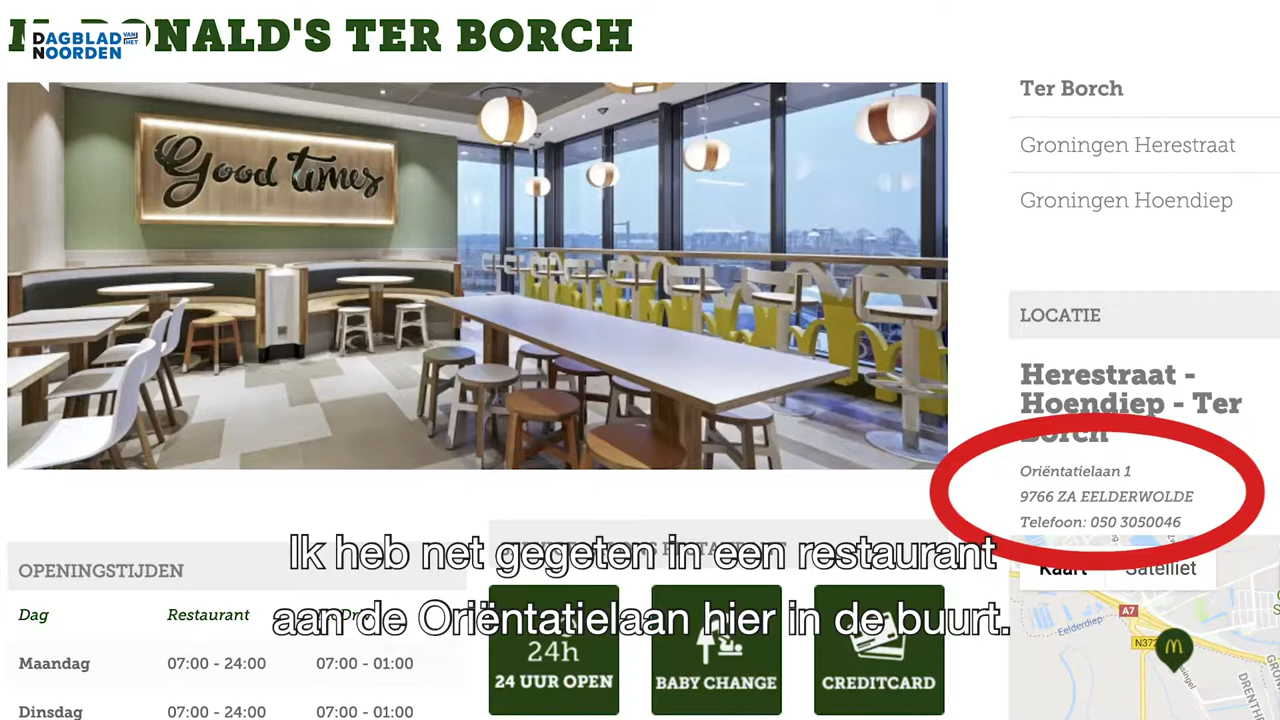 McDONALD'S TER BORCH
DAGBLAD VAN HET
NOORDEN
Good times
Ter Borch
Groningen Herestraat
Groningen Hoendiep
LOCATIE
Herestraat -
Hoendiep - Ter
Borch
Oriëntatielaan 1
9766 ZA EELDERWOLDE
Telefoon: 050 3050046
Kaart
Satelliet
A7
Eelderdiep
N372
OPENINGSTIJDEN
Dag
Restaurant
Maandag
07:00 - 24:00
07:00 - 01:00
Dinsdag
07:00 - 24:00
07:00 - 01:00
24h
24 UUR OPEN
BABY CHANGE
CREDITCARD
Ik heb net gegeten in een restaurant
aan de Oriëntatielaan hier in de buurt.